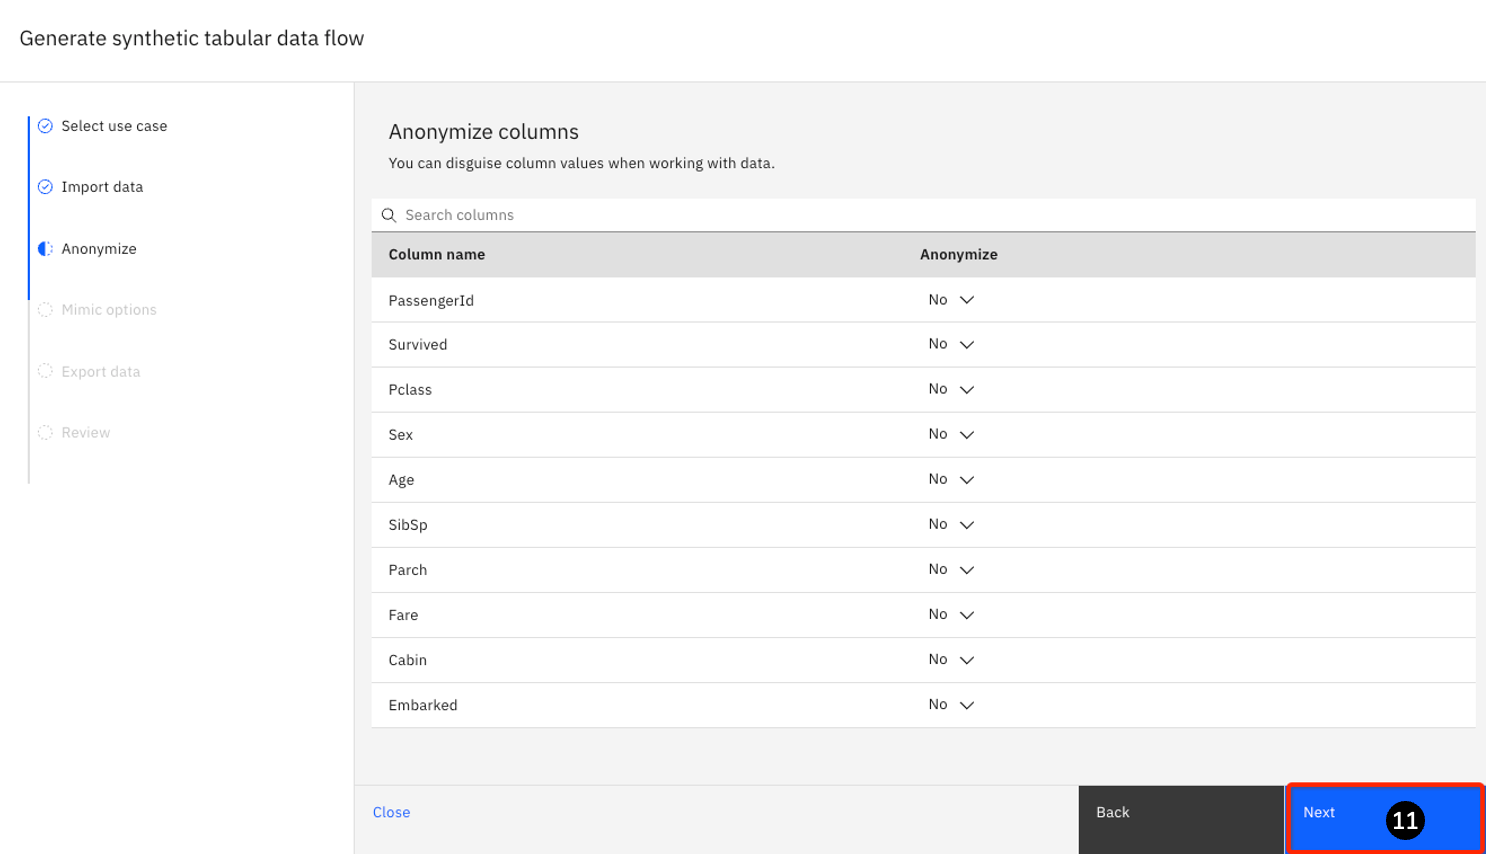 Generate synthetic tabular data flow
Select use case
Import data
Anonymize
Mimic options
Export data
Review
Anonymize columns
You can disguise column values when working with data.
Search columns
Column name Anonymize
PassengerId No
Survived No
Pclass No
Sex No
Age No
SibSp No
Parch No
Fare No
Cabin No
Embarked No
Close Back Next 11